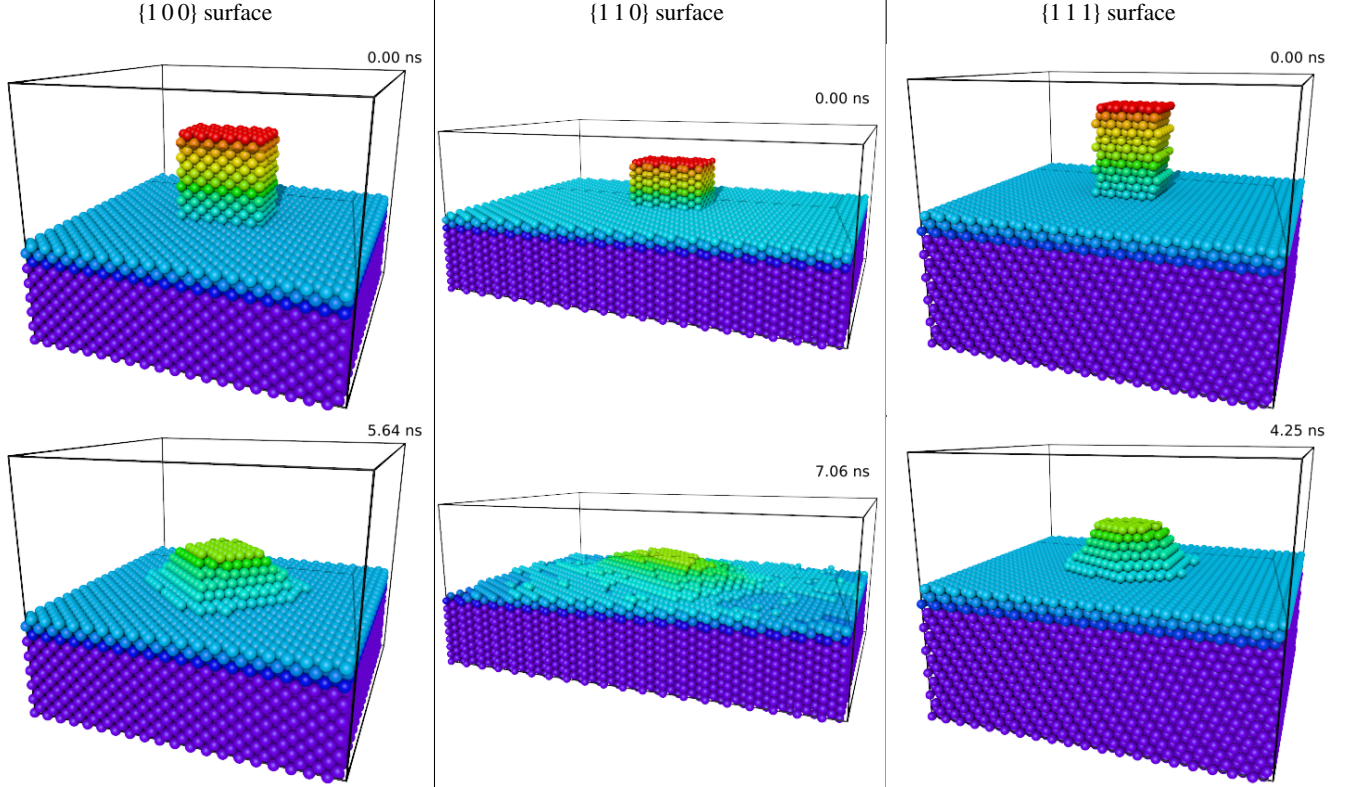 {1 0 0} surface
{1 1 0} surface
{1 1 1} surface
0.00 ns
0.00 ns
0.00 ns
5.64 ns
7.06 ns
4.25 ns